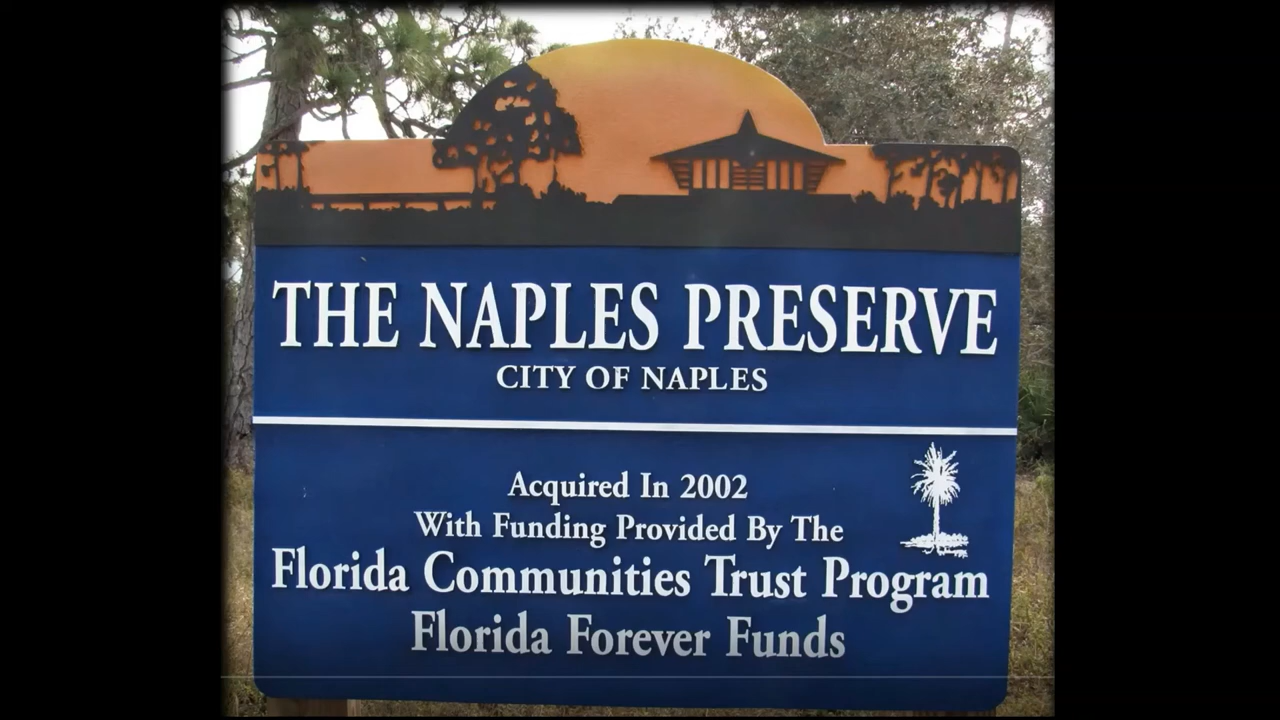 THE NAPLES PRESERVE
CITY OF NAPLES
Acquired In 2002
With Funding Provided By The
Florida Communities Trust Program
Florida Forever Funds